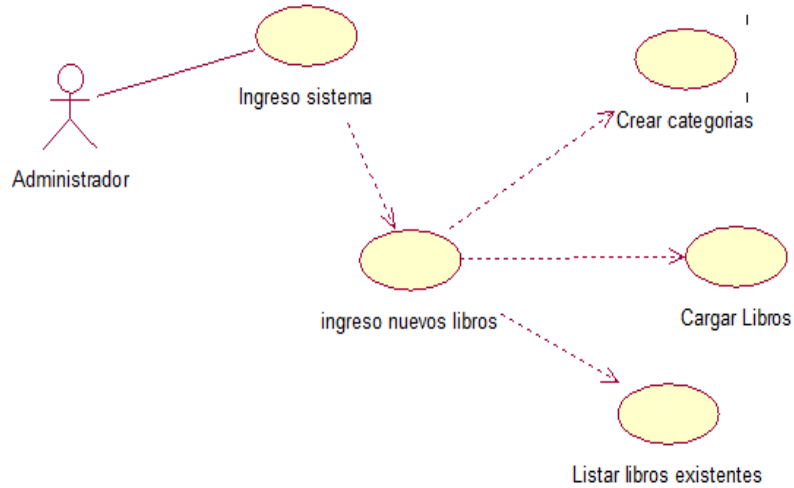 Ingreso sistema
Crear categorias
Administrador
ingreso nuevos libros
Cargar Libros
Listar libros existentes